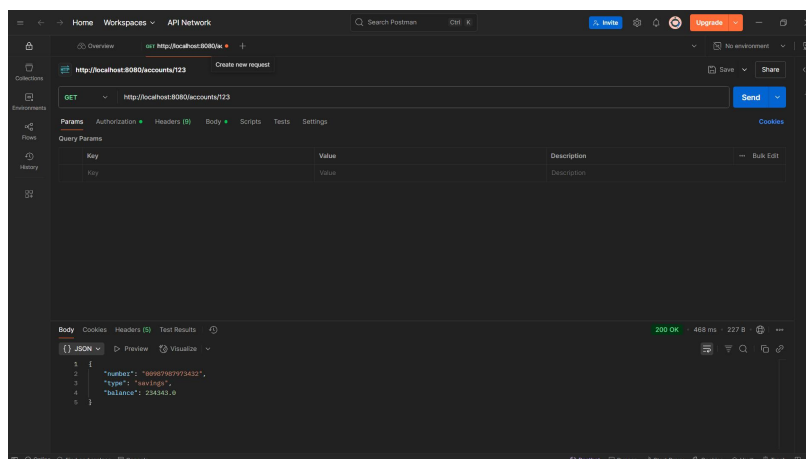 Home Workspaces API Network Search Postman Ctrl K Invite Upgrade
Overview GET http://localhost:8080/ac + No environment
Create new request
http://localhost:8080/accounts/123 Save Share
Collections
GET http://localhost:8080/accounts/123 Send
Environments
Params Authorization Headers (9) Body Scripts Tests Settings Cookies
Flows
Query Params
Key Value Description Bulk Edit
History
Key Value Description
Body Cookies Headers (5) Test Results 200 OK 468 ms 227 B
{} JSON Preview Visualize
1 {
2 "number": "00987987973432",
3 "type": "savings",
4 "balance": 234343.0
5 }